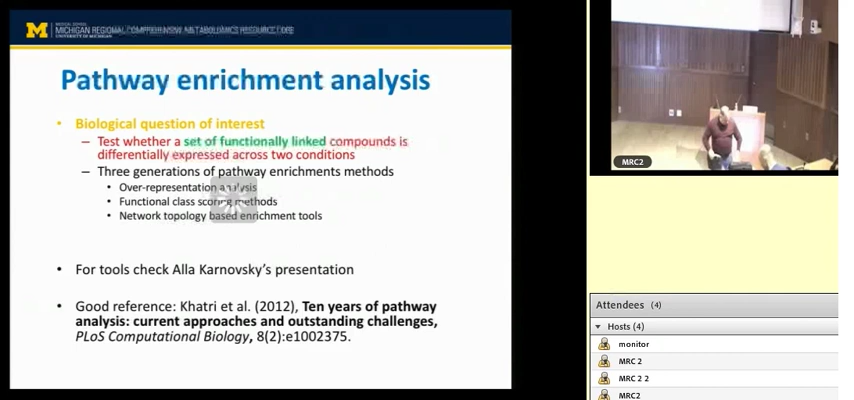 M
MEDICAL SCHOOL
MICHIGAN REGIONAL COMPREHENSIVE METABOLOMICS RESOURCE CORE
UNIVERSITY OF MICHIGAN
Pathway enrichment analysis
• Biological question of interest
– Test whether a set of functionally linked compounds is
differentially expressed across two conditions
– Three generations of pathway enrichments methods
• Over-representation analysis
• Functional class scoring methods
• Network topology based enrichment tools
• For tools check Alla Karnovsky's presentation
• Good reference: Khatri et al. (2012), Ten years of pathway
analysis: current approaches and outstanding challenges,
PLoS Computational Biology, 8(2):e1002375.
MRC2
Attendees (4)
Hosts (4)
monitor
MRC 2
MRC 2 2
MRC2